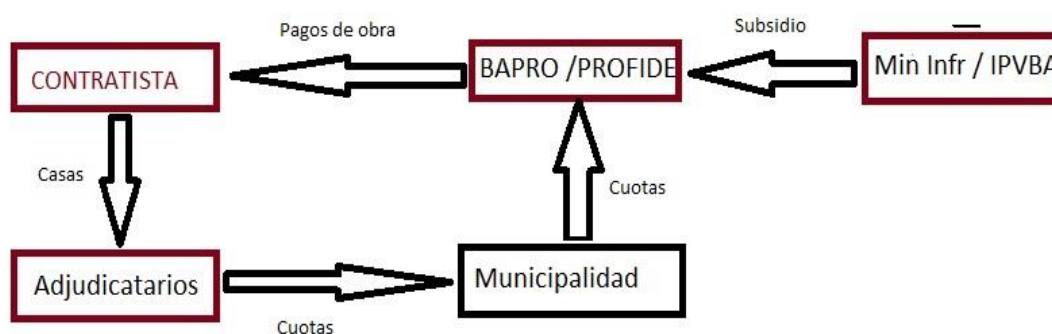 Pagos de obra
Subsidio
CONTRATISTA
BAPRO /PROFIDE
Min Infr / IPVBA
Casas
Cuotas
Adjudicatarios
Municipalidad
Cuotas